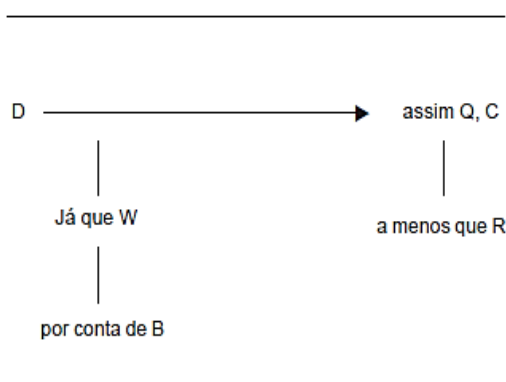 D
assim Q, C
Já que W
a menos que R
por conta de B